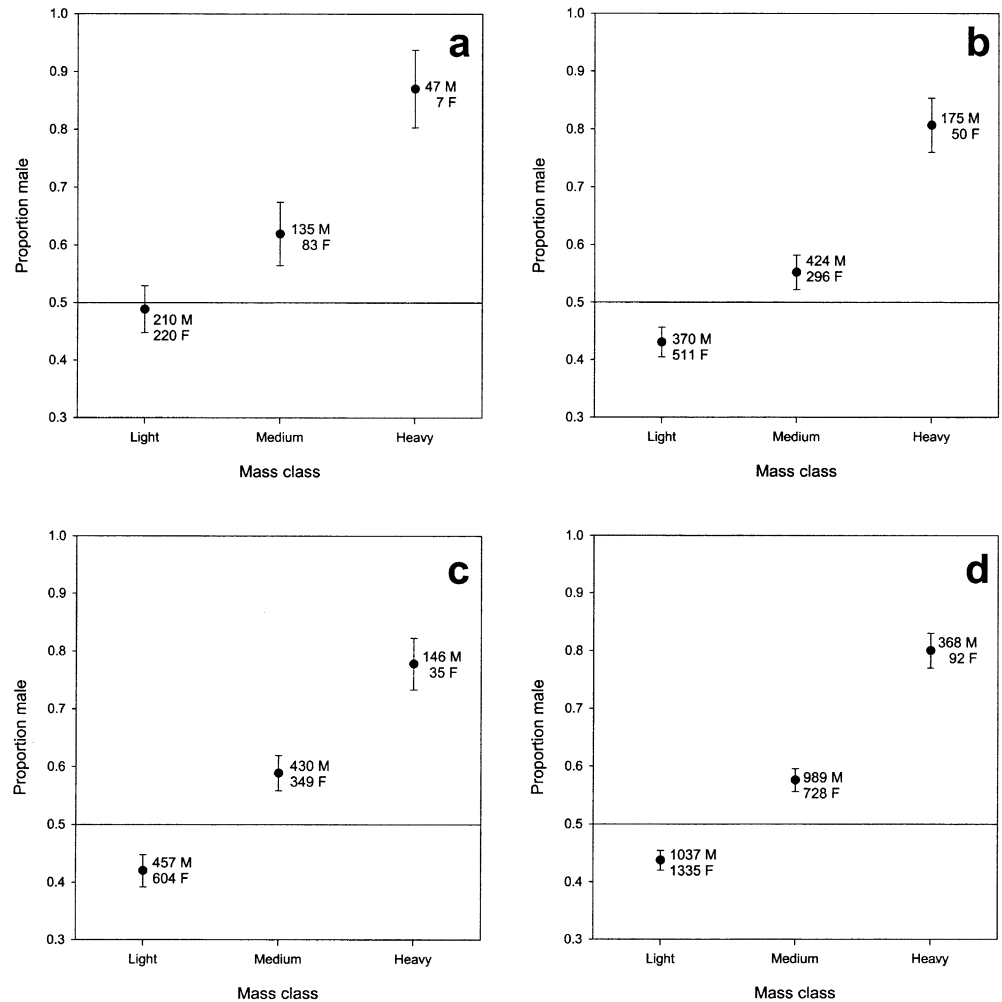 a
1.0
0.9
0.8
0.7
0.6
0.5
0.4
0.3
Proportion male
47 M
7 F
135 M
83 F
210 M
220 F
Light Medium Heavy
Mass class
b
1.0
0.9
0.8
0.7
0.6
0.5
0.4
0.3
Proportion male
175 M
50 F
424 M
296 F
370 M
511 F
Light Medium Heavy
Mass class
c
1.0
0.9
0.8
0.7
0.6
0.5
0.4
0.3
Proportion male
146 M
35 F
430 M
349 F
457 M
604 F
Light Medium Heavy
Mass class
d
1.0
0.9
0.8
0.7
0.6
0.5
0.4
0.3
Proportion male
368 M
92 F
989 M
728 F
1037 M
1335 F
Light Medium Heavy
Mass class